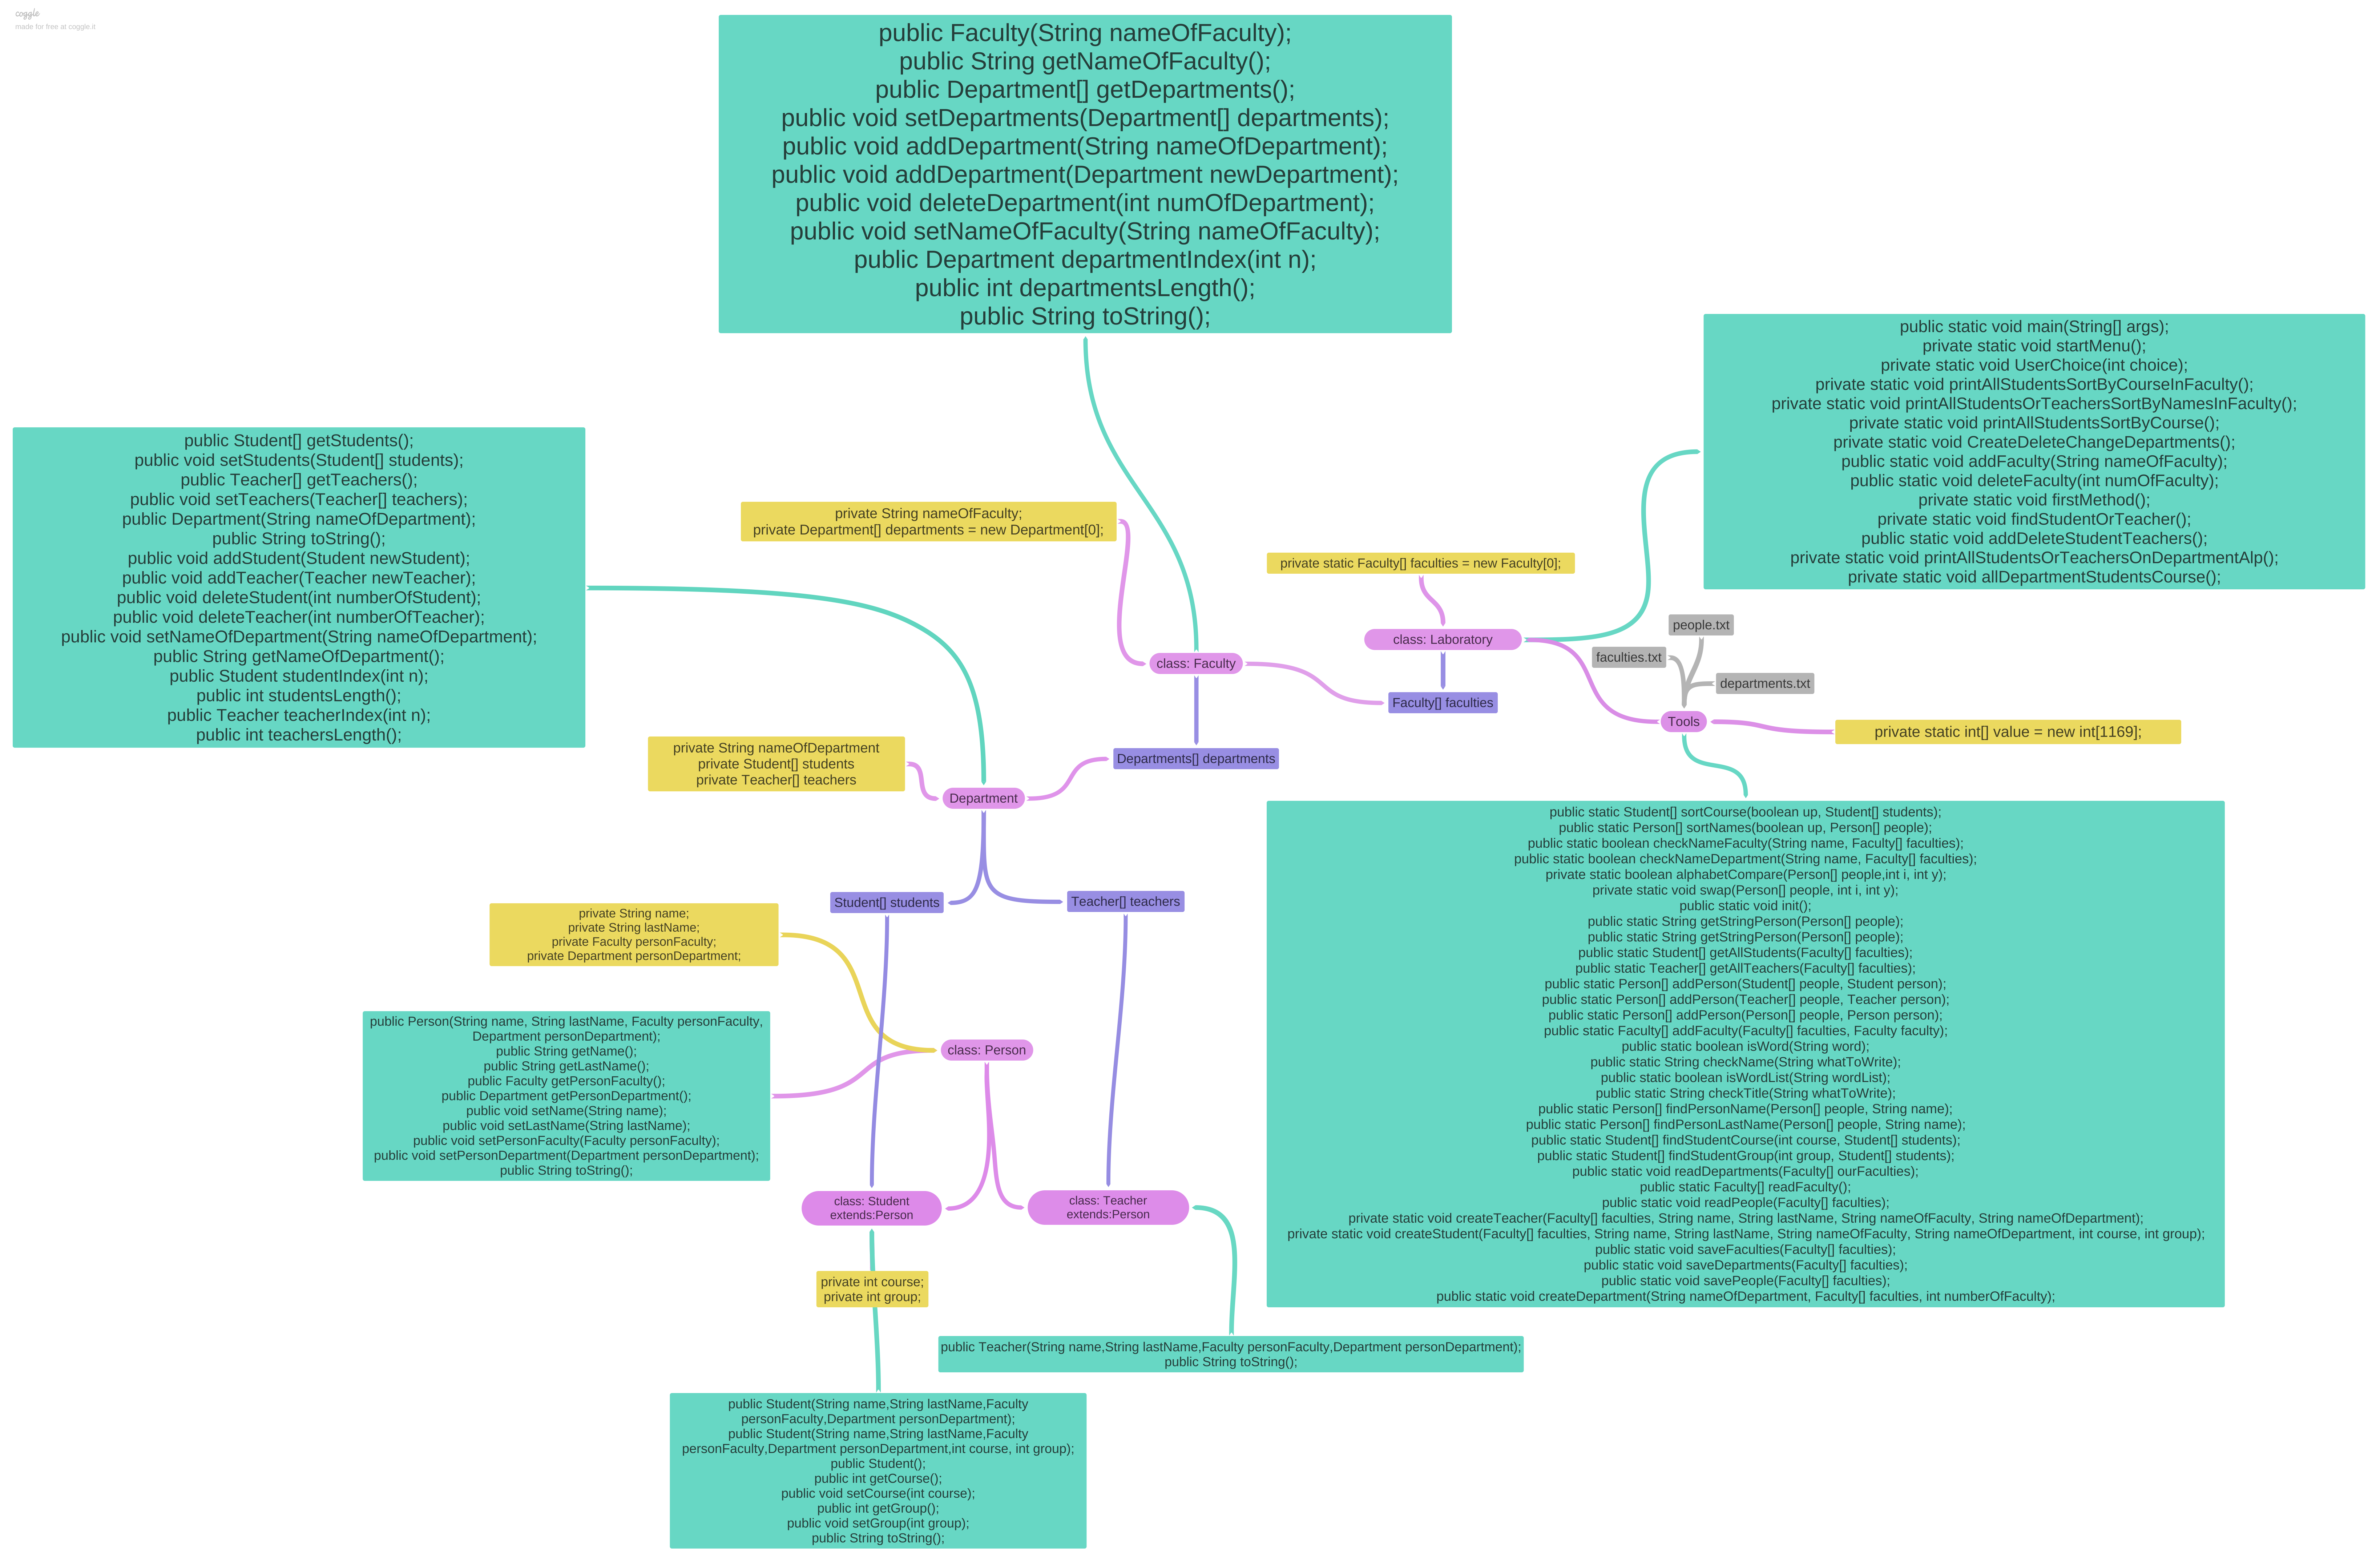 coggle
made for free at coggle.it
public Faculty(String nameOfFaculty);
public String getNameOfFaculty();
public Department[] getDepartments();
public void setDepartments(Department[] departments);
public void addDepartment(String nameOfDepartment);
public void addDepartment(Department newDepartment);
public void deleteDepartment(int numOfDepartment);
public void setNameOfFaculty(String nameOfFaculty);
public Department departmentIndex(int n);
public int departmentsLength();
public String toString();
public static void main(String[] args);
private static void startMenu();
private static void UserChoice(int choice);
private static void printAllStudentsSortByCourseInFaculty();
private static void printAllStudentsOrTeachersSortByNamesInFaculty();
private static void printAllStudentsSortByCourse();
private static void CreateDeleteChangeDepartments();
public static void addFaculty(String nameOfFaculty);
public static void deleteFaculty(int numOfFaculty);
private static void firstMethod();
private static void findStudentOrTeacher();
public static void addDeleteStudentTeachers();
private static void printAllStudentsOrTeachersOnDepartmentAlp();
private static void allDepartmentStudentsCourse();
public Student[] getStudents();
public void setStudents(Student[] students);
public Teacher[] getTeachers();
public void setTeachers(Teacher[] teachers);
public Department(String nameOfDepartment);
public String toString();
public void addStudent(Student newStudent);
public void addTeacher(Teacher newTeacher);
public void deleteStudent(int numberOfStudent);
public void deleteTeacher(int numberOfTeacher);
public void setNameOfDepartment(String nameOfDepartment);
public String getNameOfDepartment();
public Student studentIndex(int n);
public int studentsLength();
public Teacher teacherIndex(int n);
public int teachersLength();
private String nameOfFaculty;
private Department[] departments = new Department[0];
private static Faculty[] faculties = new Faculty[0];
class: Laboratory
people.txt
faculties.txt
departments.txt
class: Faculty
Faculty[] faculties
Tools
private static int[] value = new int[1169];
private String nameOfDepartment
private Student[] students
private Teacher[] teachers
Departments[] departments
Department
public static Student[] sortCourse(boolean up, Student[] students);
public static Person[] sortNames(boolean up, Person[] people);
public static boolean checkNameFaculty(String name, Faculty[] faculties);
public static boolean checkNameDepartment(String name, Faculty[] faculties);
private static boolean alphabetCompare(Person[] people,int i, int y);
private static void swap(Person[] people, int i, int y);
public static void init();
public static String getStringPerson(Person[] people);
public static String getStringPerson(Person[] people);
public static Student[] getAllStudents(Faculty[] faculties);
public static Teacher[] getAllTeachers(Faculty[] faculties);
public static Person[] addPerson(Student[] people, Student person);
public static Person[] addPerson(Teacher[] people, Teacher person);
public static Person[] addPerson(Person[] people, Person person);
public static Faculty[] addFaculty(Faculty[] faculties, Faculty faculty);
public static boolean isWord(String word);
public static String checkName(String whatToWrite);
public static boolean isWordList(String wordList);
public static String checkTitle(String whatToWrite);
public static Person[] findPersonName(Person[] people, String name);
public static Person[] findPersonLastName(Person[] people, String name);
public static Student[] findStudentCourse(int course, Student[] students);
public static Student[] findStudentGroup(int group, Student[] students);
public static void readDepartments(Faculty[] ourFaculties);
public static Faculty[] readFaculty();
public static void readPeople(Faculty[] faculties);
private static void createTeacher(Faculty[] faculties, String name, String lastName, String nameOfFaculty, String nameOfDepartment);
private static void createStudent(Faculty[] faculties, String name, String lastName, String nameOfFaculty, String nameOfDepartment, int course, int group);
public static void saveFaculties(Faculty[] faculties);
public static void saveDepartments(Faculty[] faculties);
public static void savePeople(Faculty[] faculties);
public static void createDepartment(String nameOfDepartment, Faculty[] faculties, int numberOfFaculty);
Student[] students
Teacher[] teachers
private String name;
private String lastName;
private Faculty personFaculty;
private Department personDepartment;
public Person(String name, String lastName, Faculty personFaculty,
Department personDepartment);
public String getName();
public String getLastName();
public Faculty getPersonFaculty();
public Department getPersonDepartment();
public void setName(String name);
public void setLastName(String lastName);
public void setPersonFaculty(Faculty personFaculty);
public void setPersonDepartment(Department personDepartment);
public String toString();
class: Person
class: Student
extends:Person
class: Teacher
extends:Person
private int course;
private int group;
public Teacher(String name,String lastName,Faculty personFaculty,Department personDepartment);
public String toString();
public Student(String name,String lastName,Faculty
personFaculty,Department personDepartment);
public Student(String name,String lastName,Faculty
personFaculty,Department personDepartment,int course, int group);
public Student();
public int getCourse();
public void setCourse(int course);
public int getGroup();
public void setGroup(int group);
public String toString();